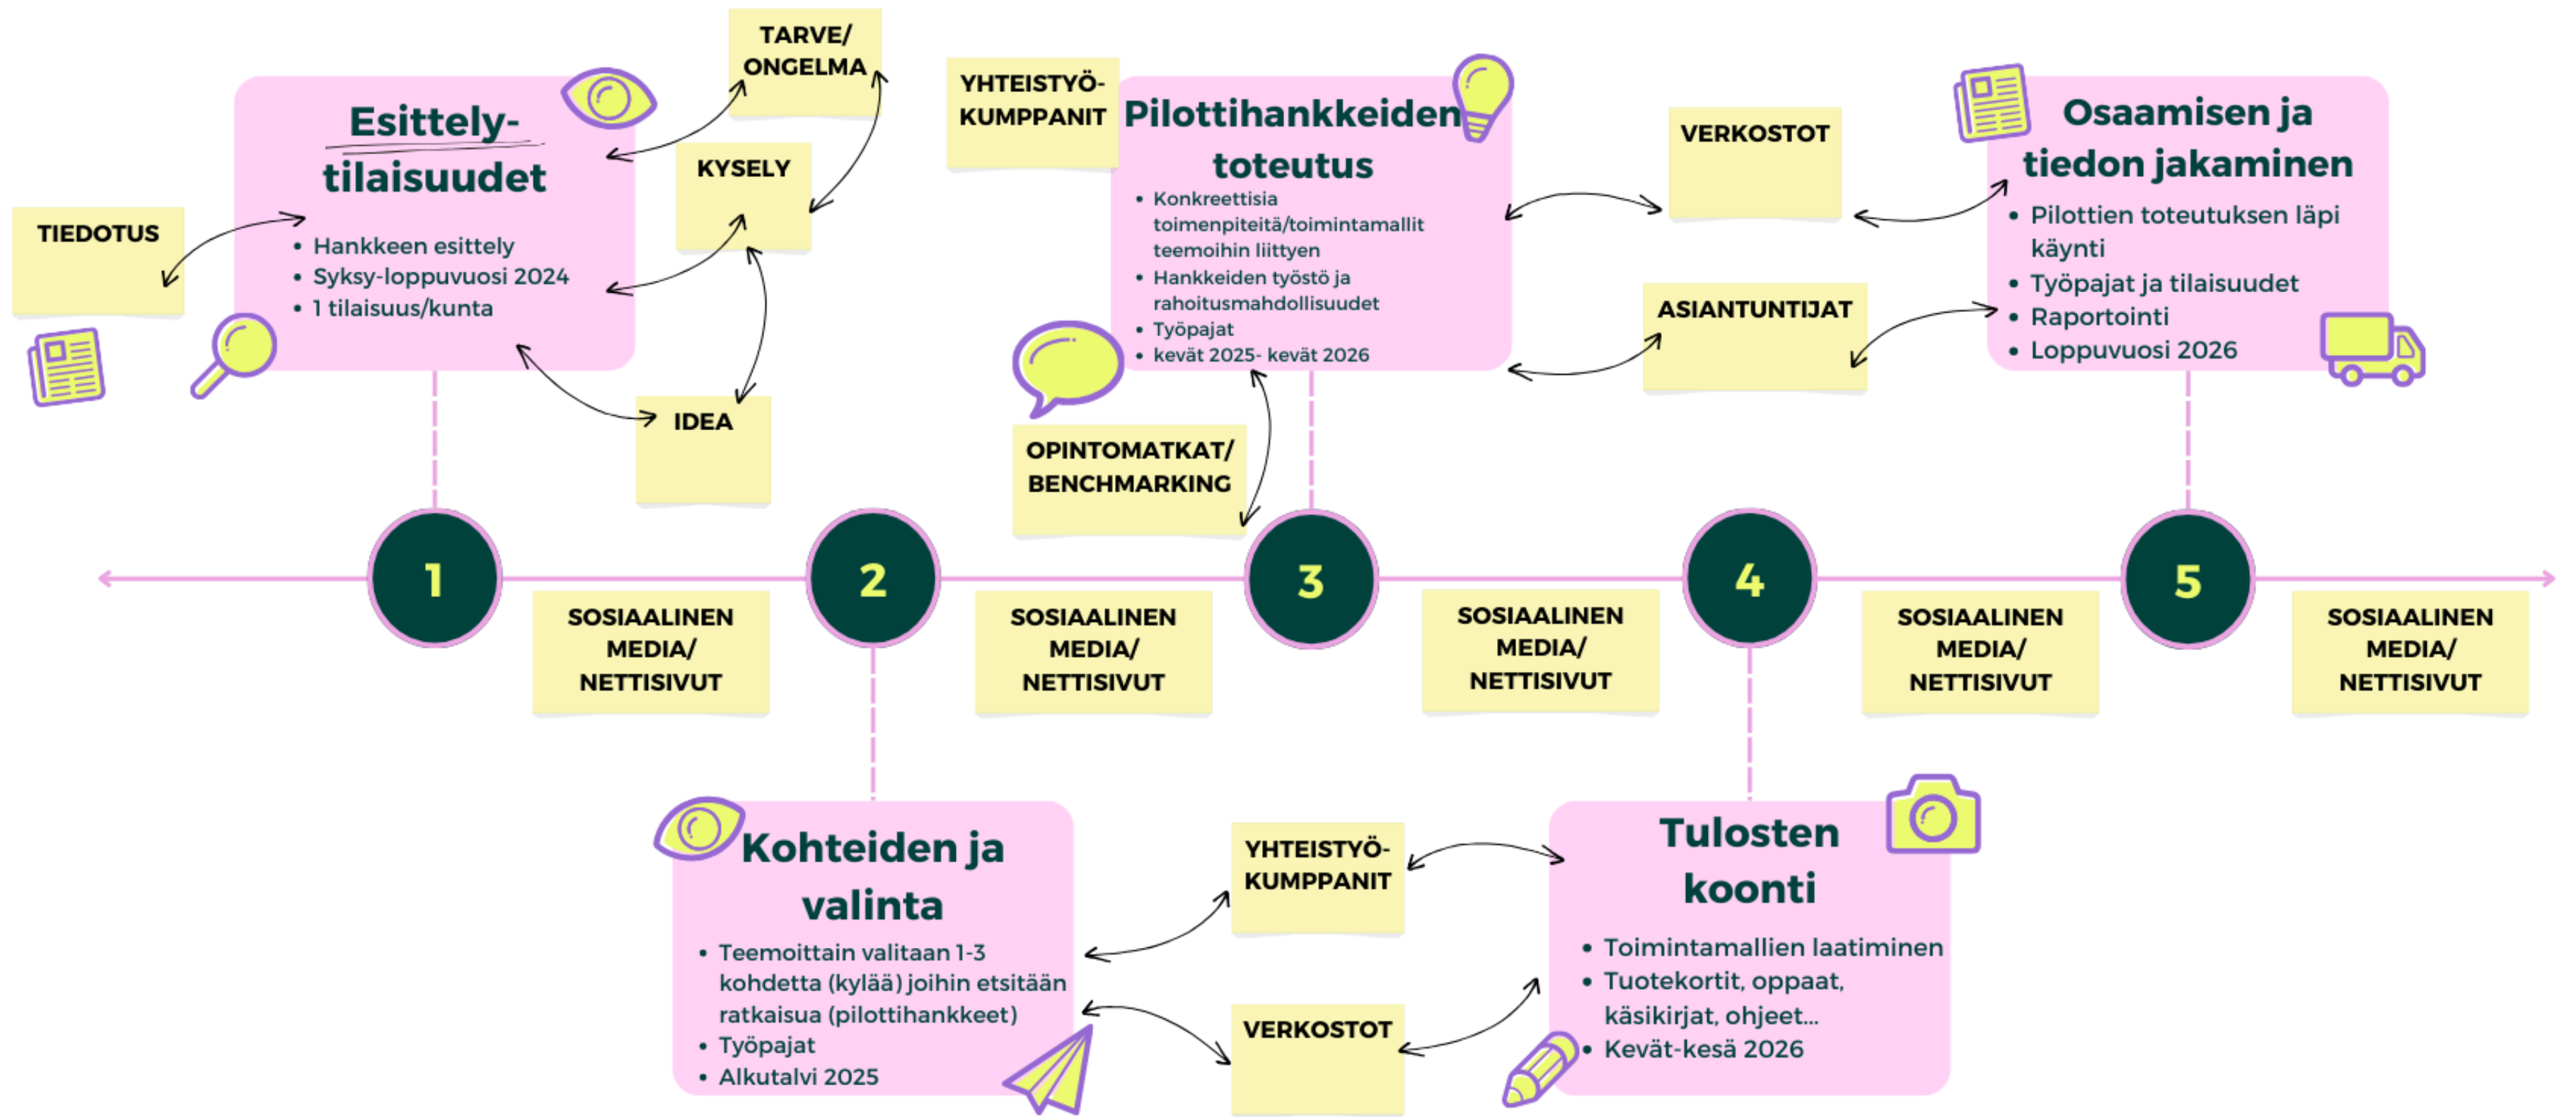 TARVE/
ONGELMA
Esittely-
tilaisuudet
KYSELY
TIEDOTUS
• Hankkeen esittely
• Syksy-loppuvuosi 2024
• 1 tilaisuus/kunta
IDEA
YHTEISTYÖ-
KUMPPANIT
Pilottihankkeiden
toteutus
• Konkreettisia
toimenpiteitä/toimintamallit
teemoihin liittyen
• Hankkeiden työstö ja
rahoitusmahdollisuudet
• Työpajat
• kevät 2025- kevät 2026
OPINTOMATKAT/
BENCHMARKING
VERKOSTOT
ASIANTUNTIJAT
Osaamisen ja
tiedon jakaminen
• Pilottien toteutuksen läpi
käynti
• Työpajat ja tilaisuudet
• Raportointi
• Loppuvuosi 2026
1
2
3
4
5
SOSIAALINEN
MEDIA/
NETTISIVUT
SOSIAALINEN
MEDIA/
NETTISIVUT
SOSIAALINEN
MEDIA/
NETTISIVUT
SOSIAALINEN
MEDIA/
NETTISIVUT
SOSIAALINEN
MEDIA/
NETTISIVUT
Kohteiden ja
valinta
• Teemoittain valitaan 1-3
kohdetta (kylää) joihin etsitään
ratkaisua (pilottihankkeet)
• Työpajat
• Alkutalvi 2025
YHTEISTYÖ-
KUMPPANIT
VERKOSTOT
Tulosten
koonti
• Toimintamallien laatiminen
• Tuotekortit, oppaat,
käsikirjat, ohjeet...
• Kevät-kesä 2026